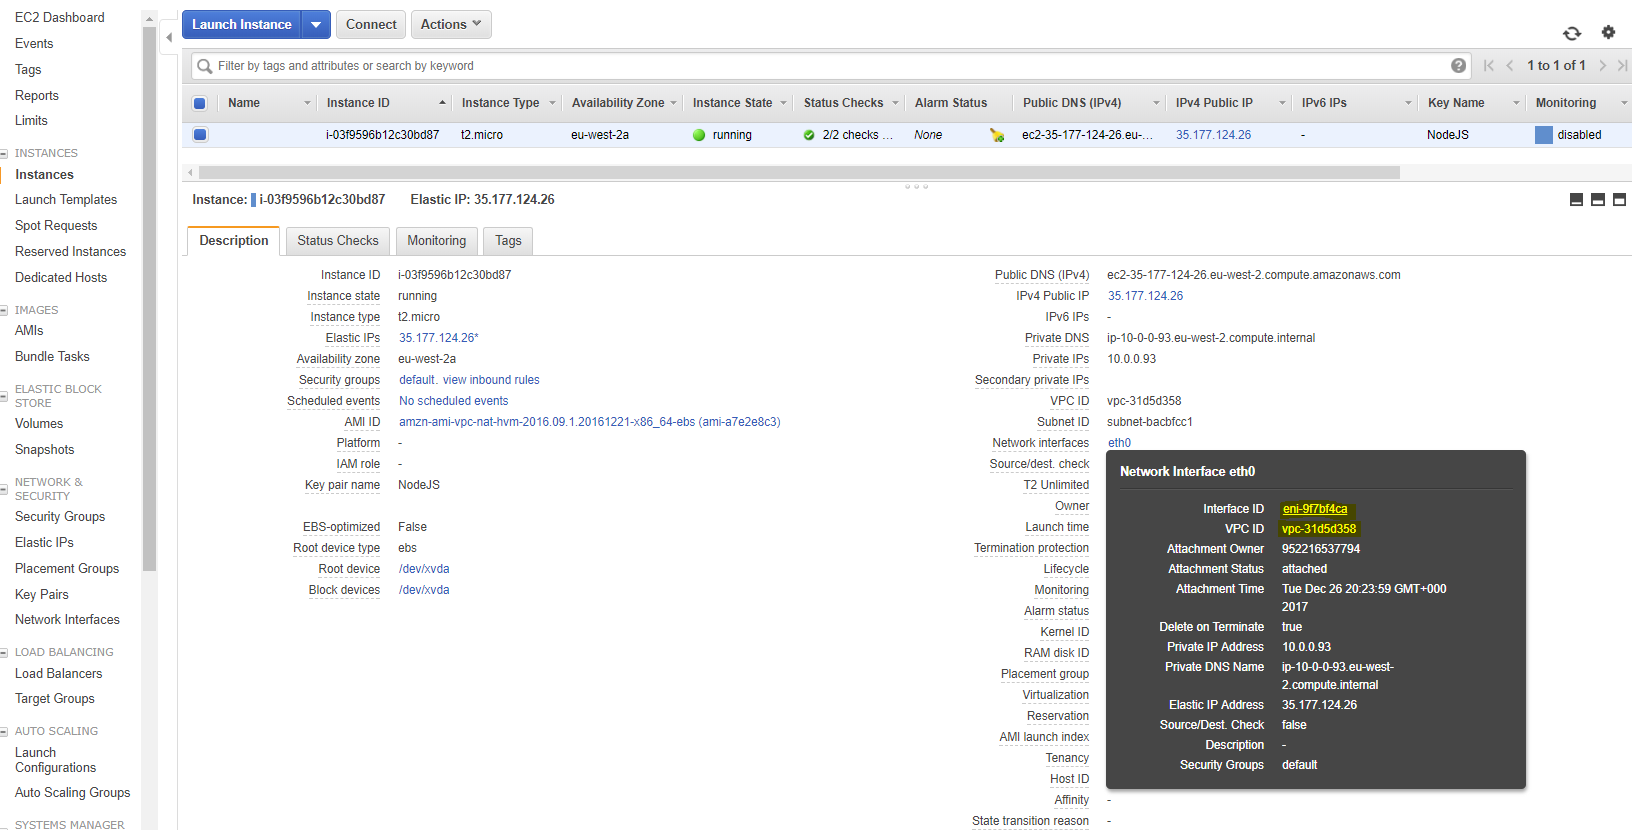 EC2 Dashboard
Events
Tags
Reports
Limits
INSTANCES
Instances
Launch Templates
Spot Requests
Reserved Instances
Dedicated Hosts
IMAGES
AMIs
Bundle Tasks
ELASTIC BLOCK
STORE
Volumes
Snapshots
NETWORK &
SECURITY
Security Groups
Elastic IPs
Placement Groups
Key Pairs
Network Interfaces
LOAD BALANCING
Load Balancers
Target Groups
AUTO SCALING
Launch
Configurations
Auto Scaling Groups
SYSTEMS MANAGER
Launch Instance Connect Actions
Filter by tags and attributes or search by keyword 1 to 1 of 1
Name Instance ID Instance Type Availability Zone Instance State Status Checks Alarm Status Public DNS (IPv4) IPv4 Public IP IPv6 IPs Key Name Monitoring
i-03f9596b12c30bd87 t2.micro eu-west-2a running 2/2 checks ... None ec2-35-177-124-26.eu-... 35.177.124.26 - NodeJS disabled
Instance: i-03f9596b12c30bd87 Elastic IP: 35.177.124.26
Description Status Checks Monitoring Tags
Instance ID i-03f9596b12c30bd87
Instance state running
Instance type t2.micro
Elastic IPs 35.177.124.26*
Availability zone eu-west-2a
Security groups default. view inbound rules
Scheduled events No scheduled events
AMI ID amzn-ami-vpc-nat-hvm-2016.09.1.20161221-x86_64-ebs (ami-a7e2e8c3)
Platform -
IAM role -
Key pair name NodeJS
EBS-optimized False
Root device type ebs
Root device /dev/xvda
Block devices /dev/xvda
Public DNS (IPv4) ec2-35-177-124-26.eu-west-2.compute.amazonaws.com
IPv4 Public IP 35.177.124.26
IPv6 IPs -
Private DNS ip-10-0-0-93.eu-west-2.compute.internal
Private IPs 10.0.0.93
Secondary private IPs
VPC ID vpc-31d5d358
Subnet ID subnet-bacbfcc1
Network interfaces eth0
Source/dest. check
T2 Unlimited
Owner
Launch time
Termination protection
Lifecycle
Monitoring
Alarm status
Kernel ID
RAM disk ID
Placement group
Virtualization
Reservation
AMI launch index
Tenancy
Host ID
Affinity -
State transition reason -
Network Interface eth0
Interface ID eni-9f7bf4ca
VPC ID vpc-31d5d358
Attachment Owner 952216537794
Attachment Status attached
Attachment Time Tue Dec 26 20:23:59 GMT+000
2017
Delete on Terminate true
Private IP Address 10.0.0.93
Private DNS Name ip-10-0-0-93.eu-west-
2.compute.internal
Elastic IP Address 35.177.124.26
Source/Dest. Check false
Description -
Security Groups default